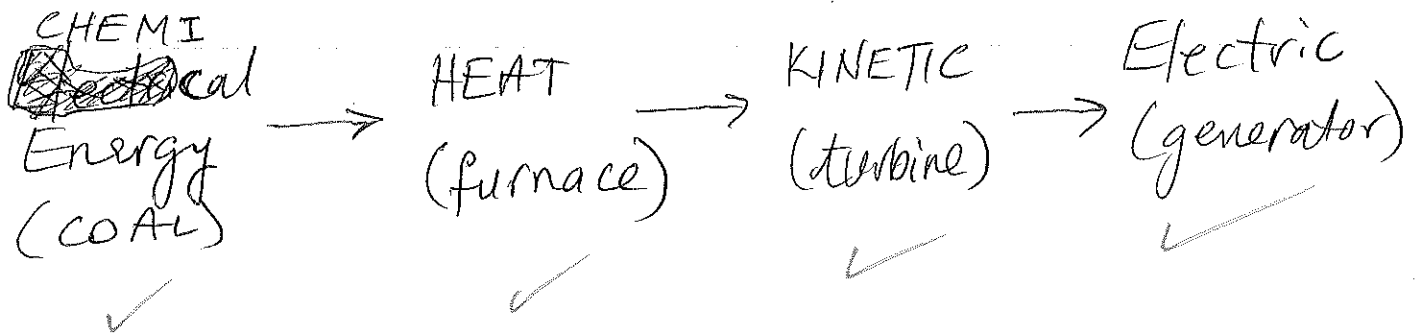 CHEMI
cal
Energy
(COAL)
→
HEAT
(furnace)
→
KINETIC
(turbine)
→
Electric
(generator)
✓
✓
✓
✓